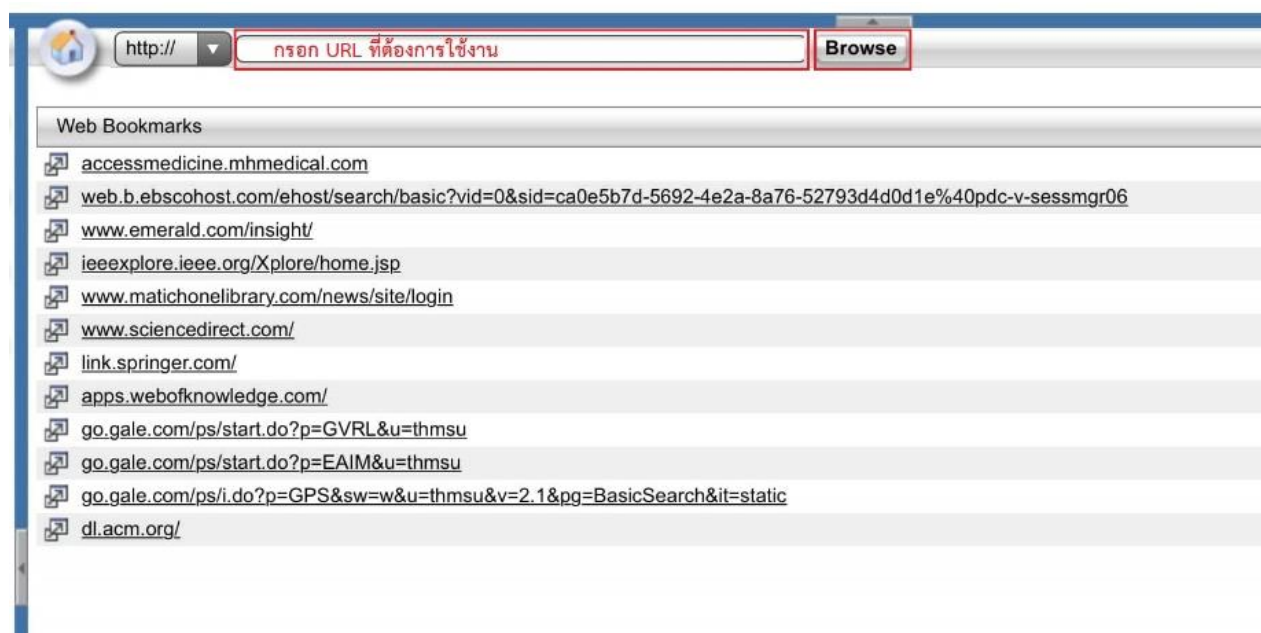 http:// กรอก URL ที่ต้องการใช้งาน Browse
Web Bookmarks
accessmedicine.mhmedical.com
web.b.ebscohost.com/ehost/search/basic?vid=0&sid=ca0e5b7d-5692-4e2a-8a76-52793d4d0d1e%40pdc-v-sessmgr06
www.emerald.com/insight/
ieeexplore.ieee.org/Xplore/home.jsp
www.matichonelibrary.com/news/site/login
www.sciencedirect.com/
link.springer.com/
apps.webofknowledge.com/
go.gale.com/ps/start.do?p=GVRL&u=thmsu
go.gale.com/ps/start.do?p=EAIM&u=thmsu
go.gale.com/ps/i.do?p=GPS&sw=w&u=thmsu&v=2.1&pg=BasicSearch&it=static
dl.acm.org/